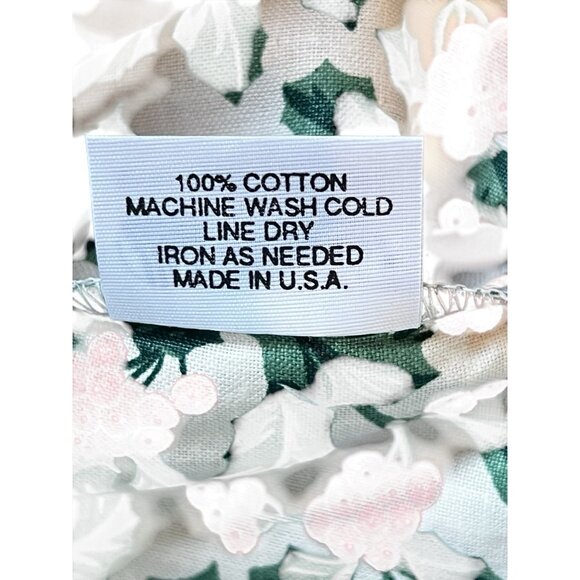 100% COTTON
MACHINE WASH COLD
LINE DRY
IRON AS NEEDED
MADE IN U.S.A.